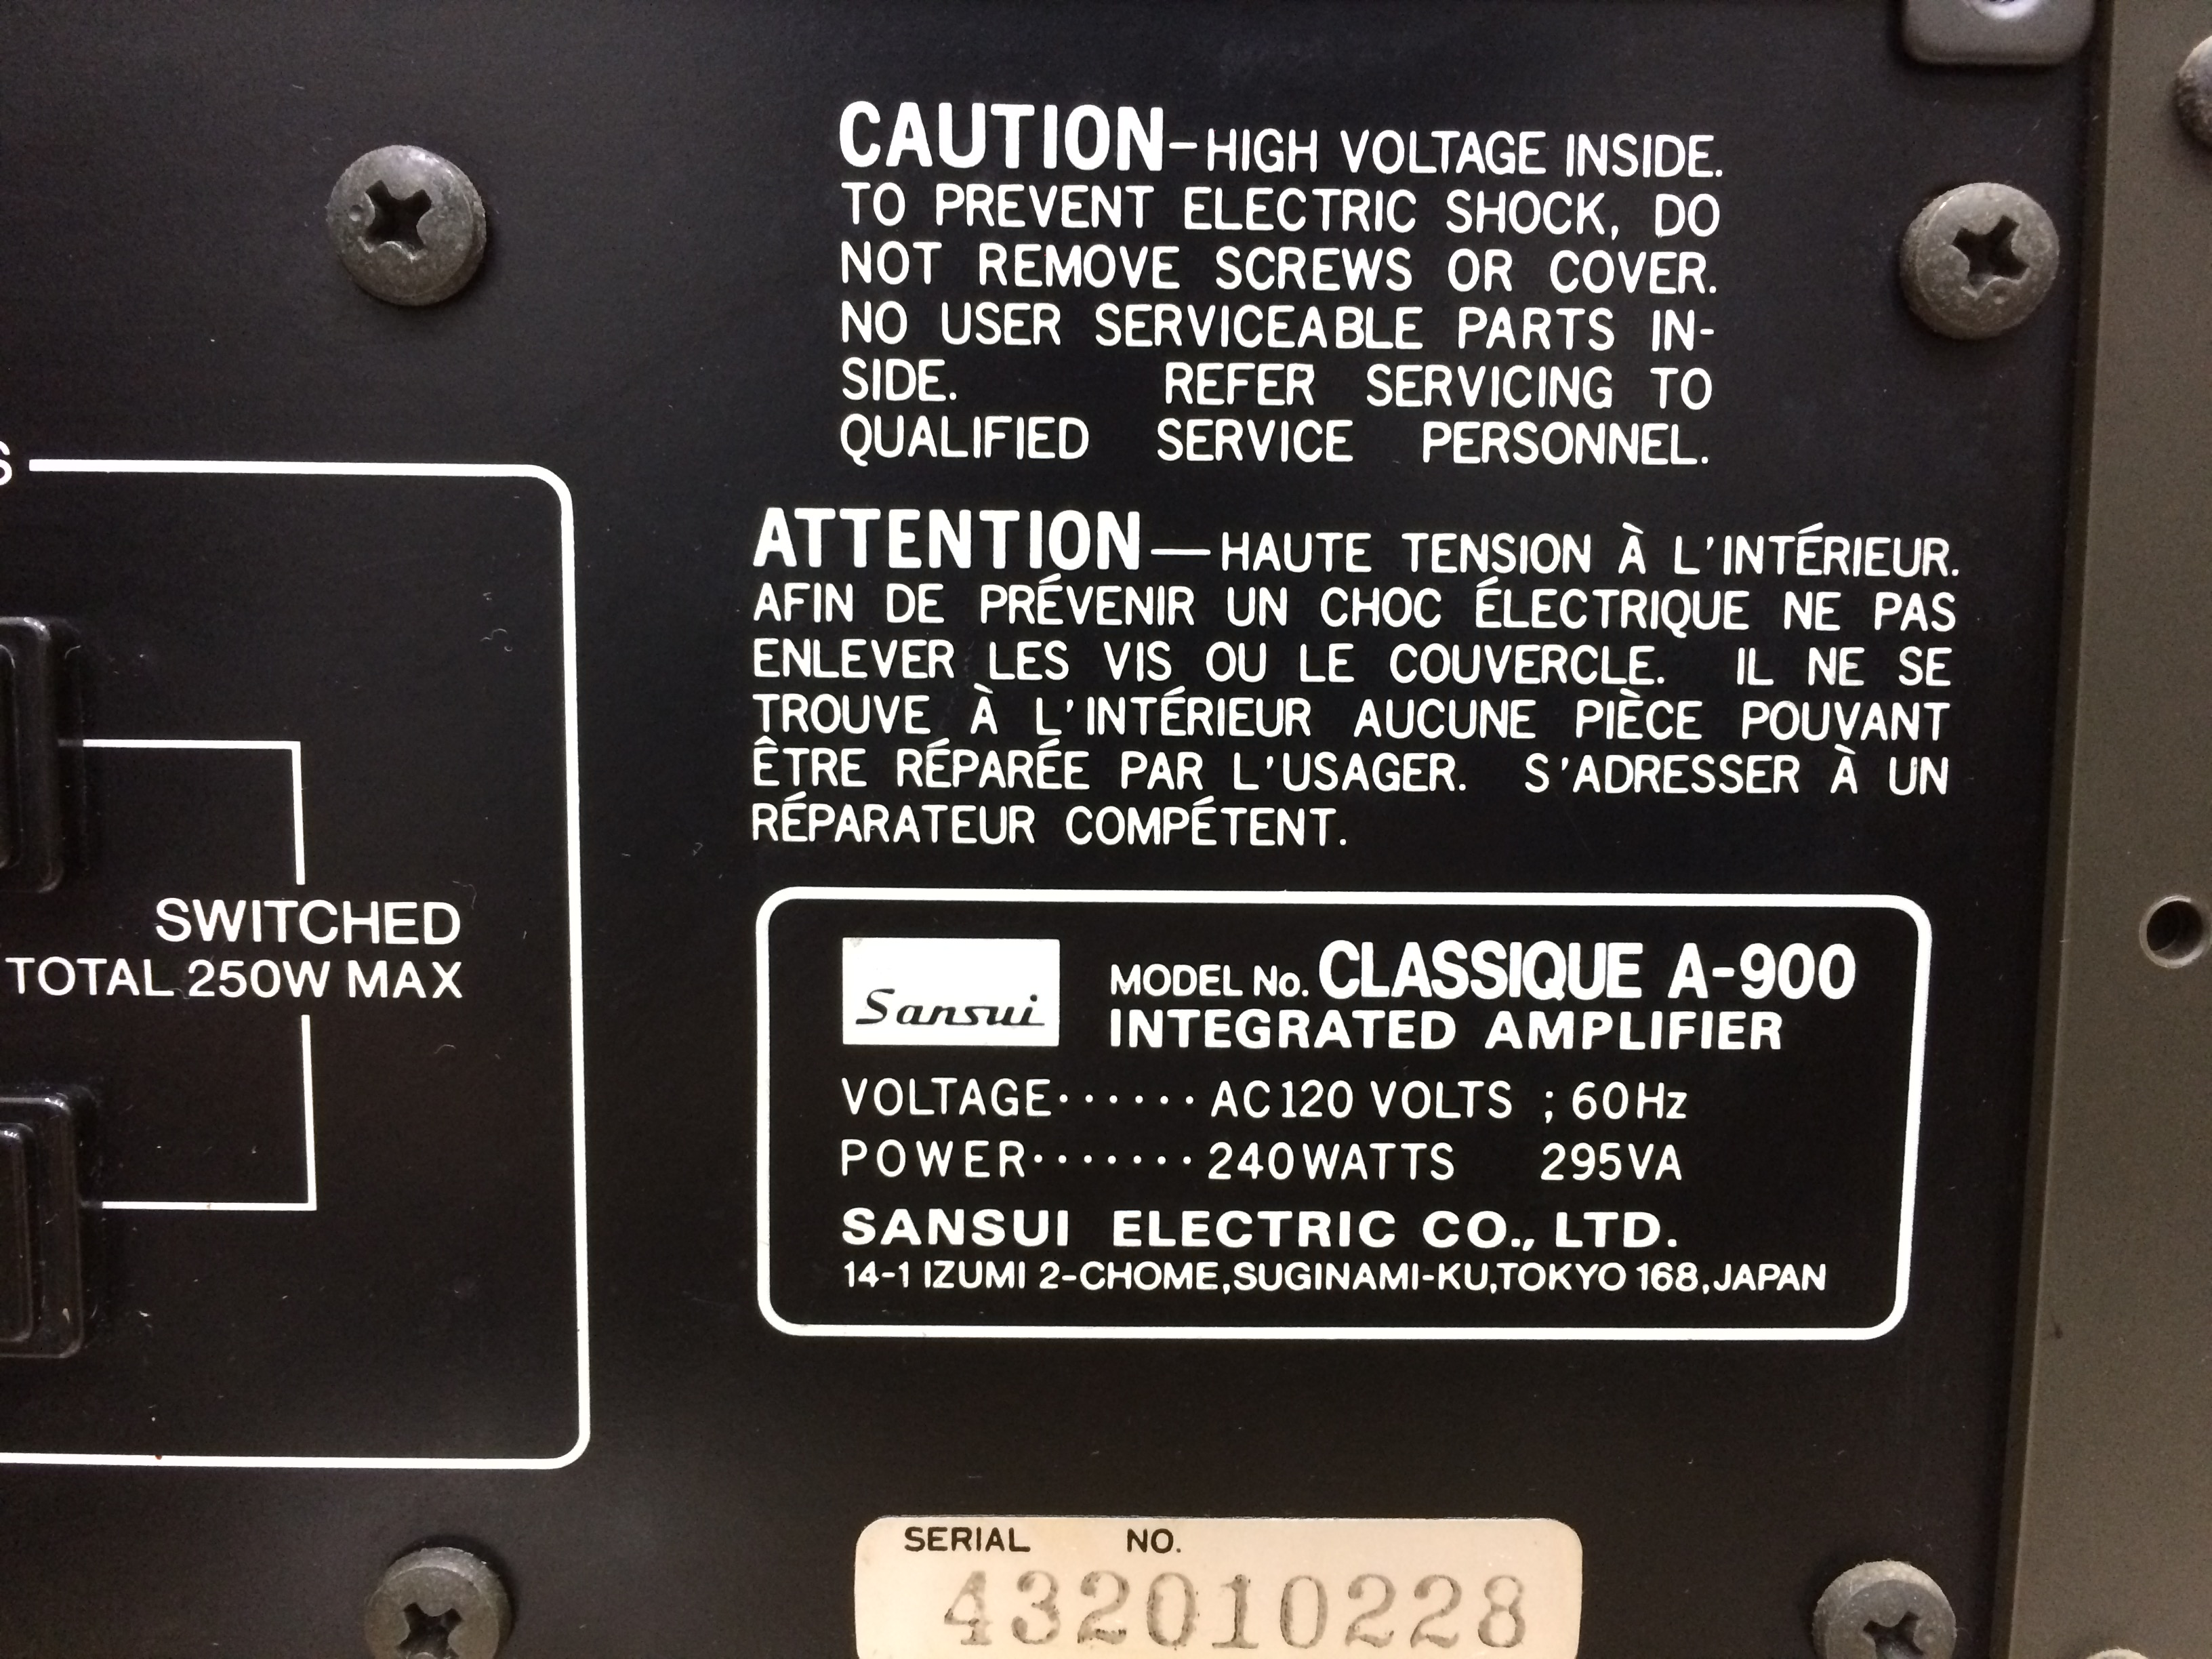 CAUTION-HIGH VOLTAGE INSIDE.
TO PREVENT ELECTRIC SHOCK, DO
NOT REMOVE SCREWS OR COVER.
NO USER SERVICEABLE PARTS IN-
SIDE. REFER SERVICING TO
QUALIFIED SERVICE PERSONNEL.
ATTENTION—HAUTE TENSION À L'INTÉRIEUR.
AFIN DE PRÉVENIR UN CHOC ÉLECTRIQUE NE PAS
ENLEVER LES VIS OU LE COUVERCLE. IL NE SE
TROUVE À L'INTÉRIEUR AUCUNE PIÈCE POUVANT
ÊTRE RÉPARÉE PAR L'USAGER. S'ADRESSER À UN
RÉPARATEUR COMPÉTENT.
S
SWITCHED
TOTAL 250W MAX
Sansui
MODEL No. CLASSIQUE A-900
INTEGRATED AMPLIFIER
VOLTAGE······AC120 VOLTS ; 60Hz
POWER·······240WATTS 295VA
SANSUI ELECTRIC CO., LTD.
14-1 IZUMI 2-CHOME,SUGINAMI-KU,TOKYO 168,JAPAN
SERIAL NO.
432010228